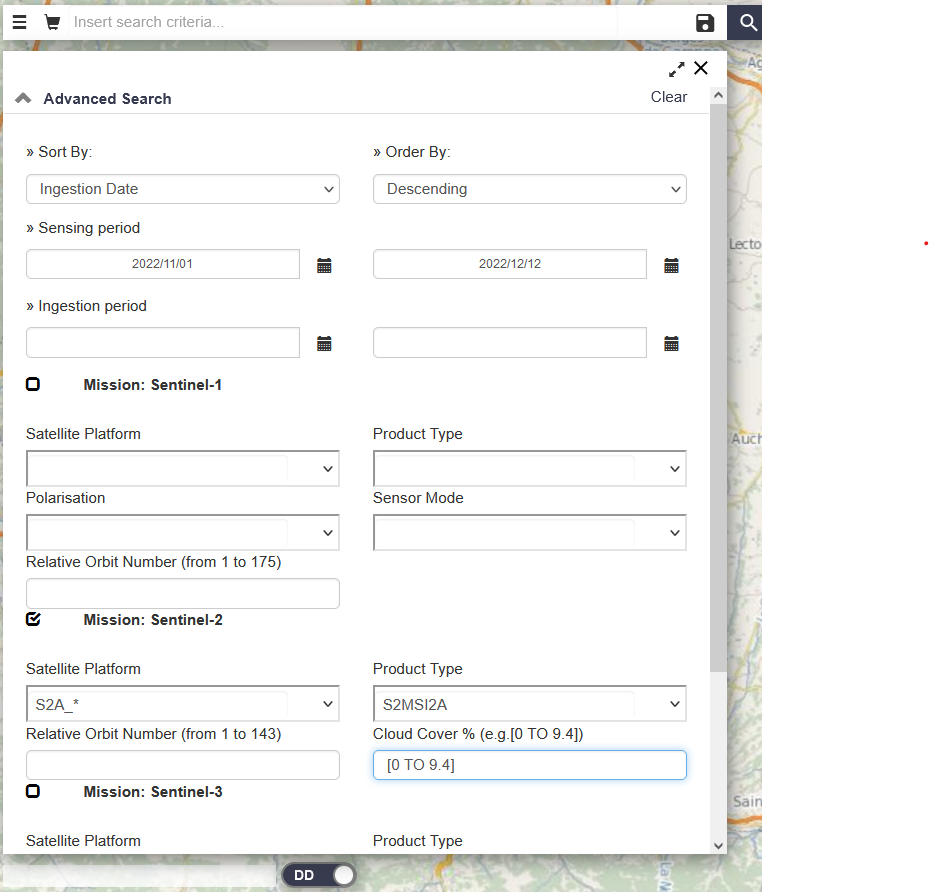 Insert search criteria...
Advanced Search
Clear
» Sort By:
» Order By:
Ingestion Date
Descending
» Sensing period
2022/11/01
2022/12/12
» Ingestion period
Mission: Sentinel-1
Satellite Platform
Product Type
Polarisation
Sensor Mode
Relative Orbit Number (from 1 to 175)
Mission: Sentinel-2
Satellite Platform
Product Type
S2A_*
S2MSI2A
Relative Orbit Number (from 1 to 143)
Cloud Cover % (e.g.[0 TO 9.4])
[0 TO 9.4]
Mission: Sentinel-3
Satellite Platform
Product Type
DD
Ag
Lecto
Auch
Sain